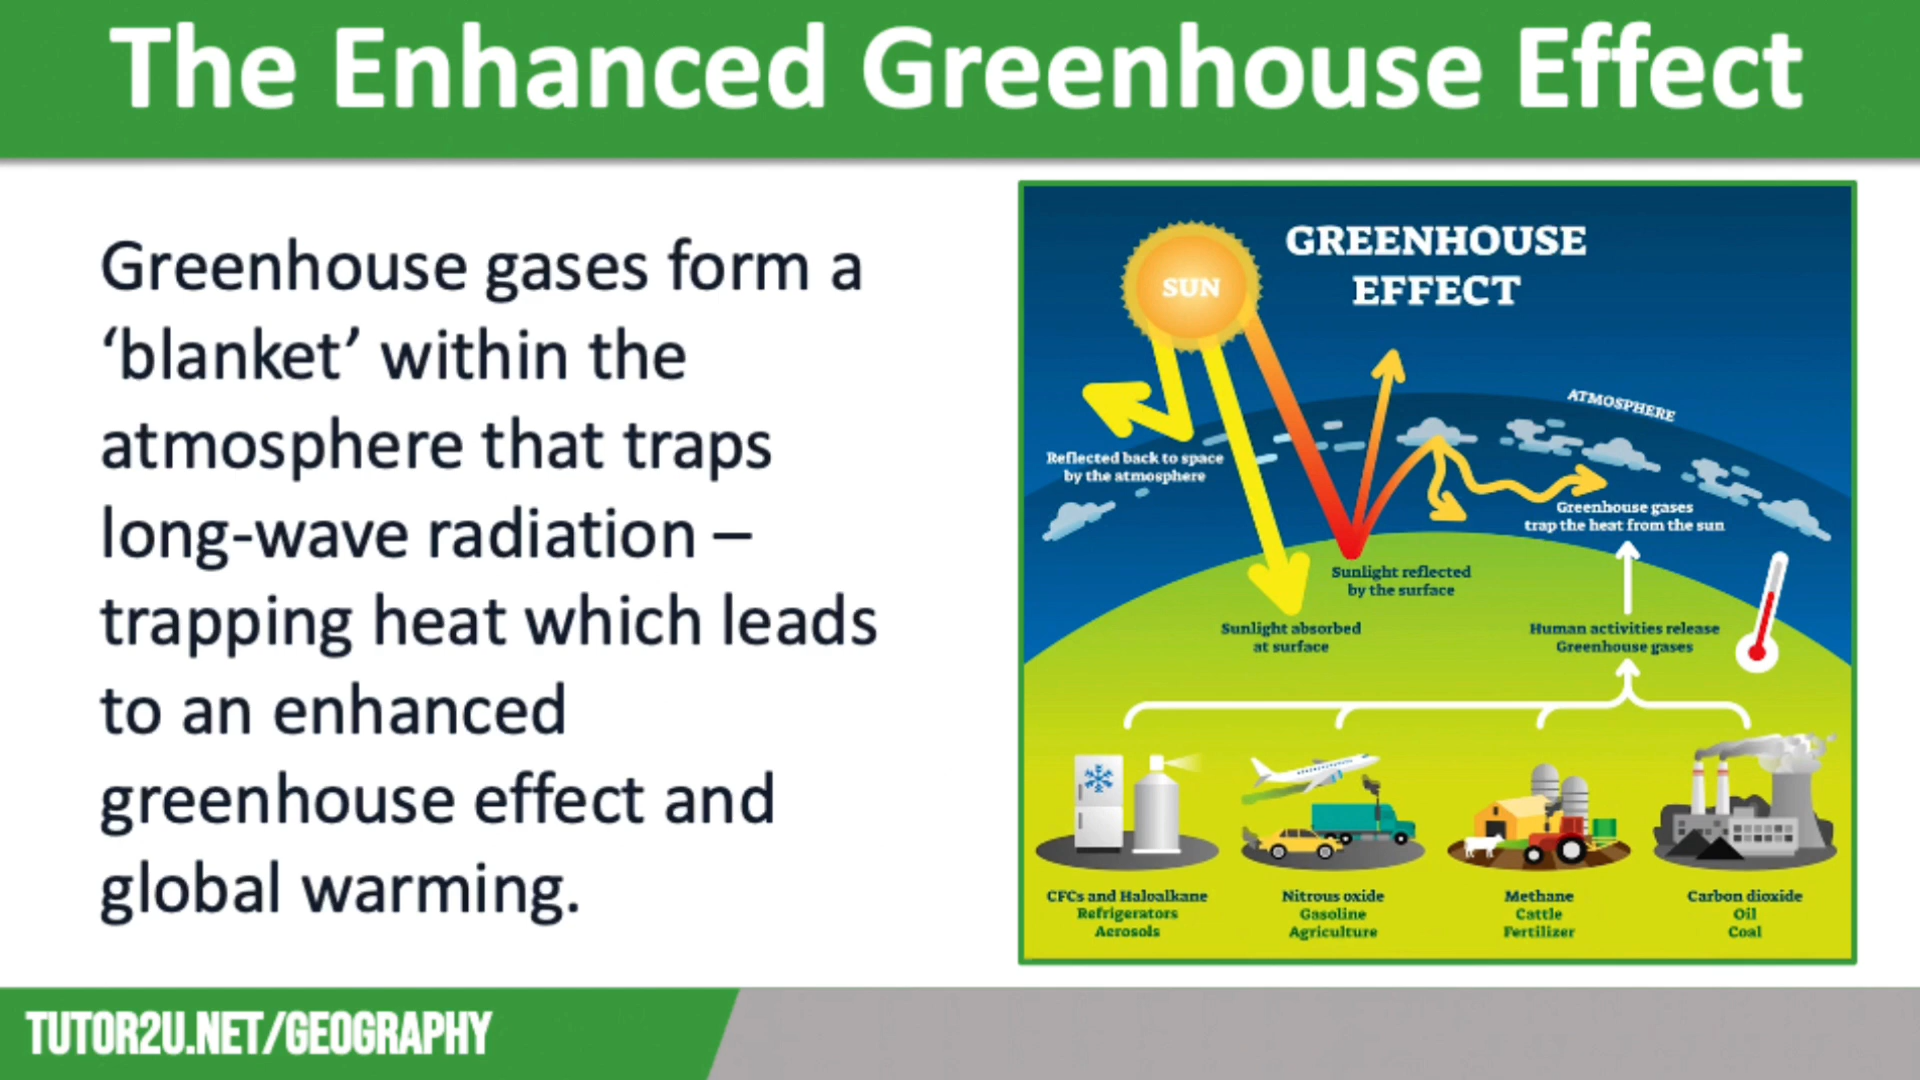 The Enhanced Greenhouse Effect
Greenhouse gases form a
‘blanket’ within the
atmosphere that traps
long-wave radiation –
trapping heat which leads
to an enhanced
greenhouse effect and
global warming.
GREENHOUSE
EFFECT
SUN
ATMOSPHERE
Reflected back to space
by the atmosphere
Greenhouse gases
trap the heat from the sun
Sunlight reflected
by the surface
Sunlight absorbed
at surface
Human activities release
Greenhouse gases
CFCs and Haloalkane
Refrigerators
Aerosols
Nitrous oxide
Gasoline
Agriculture
Methane
Cattle
Fertilizer
Carbon dioxide
Oil
Coal
TUTOR2U.NET/GEOGRAPHY